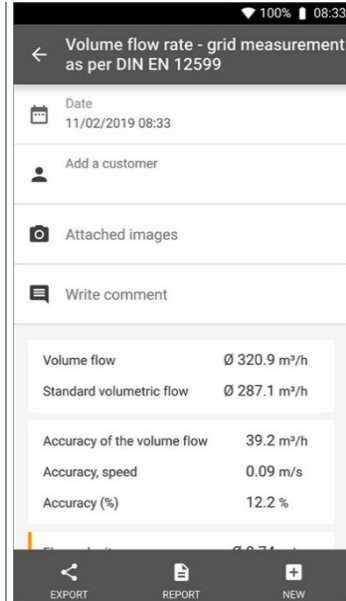 100% 08:33
Volume flow rate - grid measurement
as per DIN EN 12599
Date
11/02/2019 08:33
Add a customer
Attached images
Write comment
Volume flow Ø 320.9 m³/h
Standard volumetric flow Ø 287.1 m³/h
Accuracy of the volume flow 39.2 m³/h
Accuracy, speed 0.09 m/s
Accuracy (%) 12.2 %
EXPORT REPORT NEW